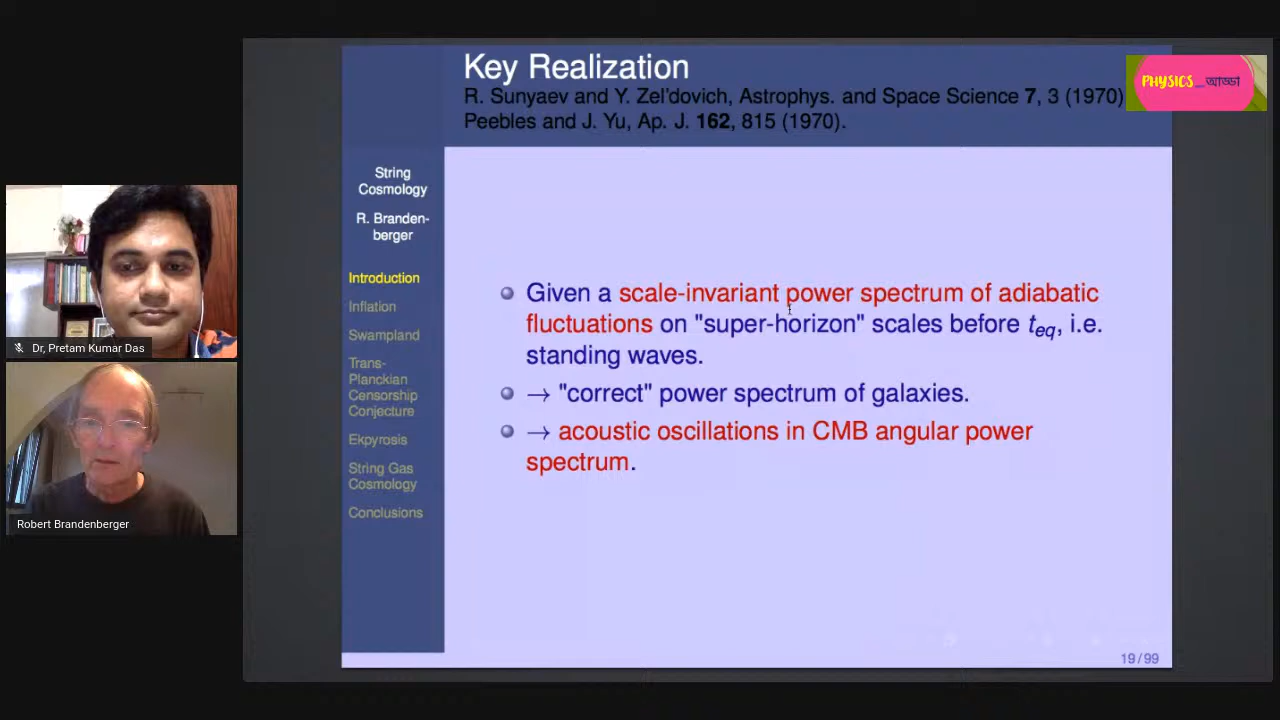 Key Realization
R. Sunyaev and Y. Zel'dovich, Astrophys. and Space Science 7, 3 (1970)
Peebles and J. Yu, Ap. J. 162, 815 (1970).
PHYSICS_আড্ডা
String
Cosmology
R. Branden-
berger
Introduction
Inflation
Swampland
Trans-
Planckian
Censorship
Conjecture
Ekpyrosis
String Gas
Cosmology
Conclusions
Given a scale-invariant power spectrum of adiabatic
fluctuations on "super-horizon" scales before t_eq, i.e.
standing waves.
→ "correct" power spectrum of galaxies.
→ acoustic oscillations in CMB angular power
spectrum.
19/99
Dr, Pretam Kumar Das
Robert Brandenberger